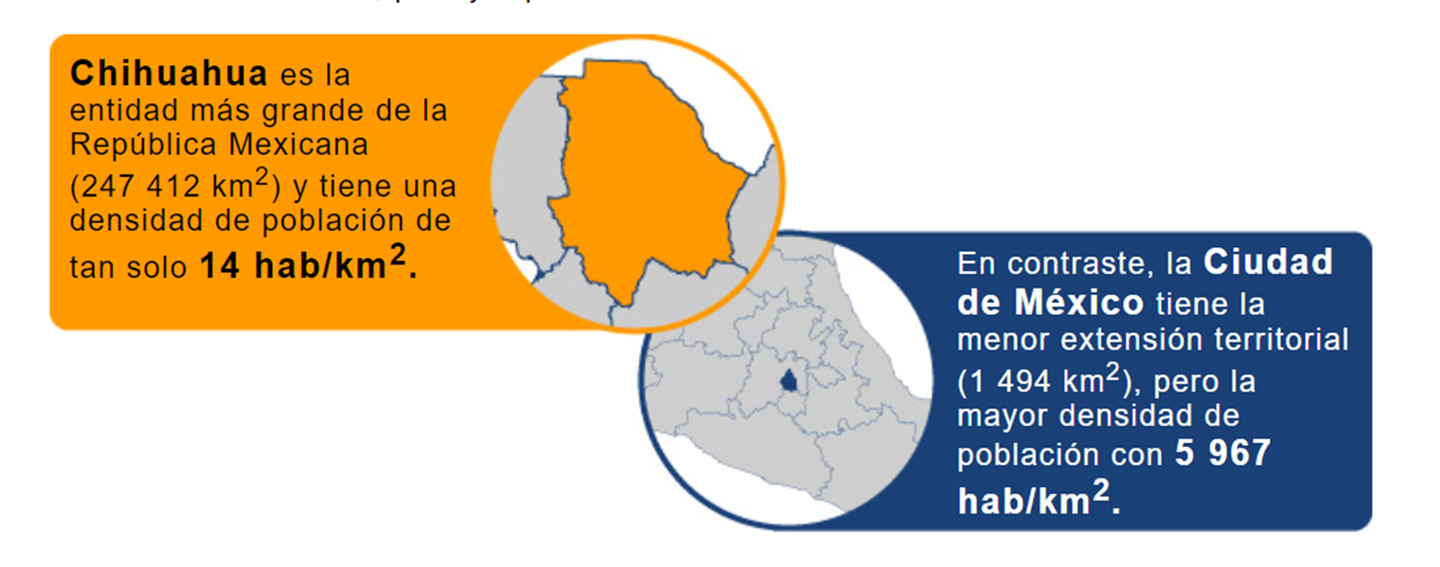 Chihuahua es la
entidad más grande de la
República Mexicana
(247 412 km²) y tiene una
densidad de población de
tan solo 14 hab/km².
En contraste, la Ciudad
de México tiene la
menor extensión territorial
(1 494 km²), pero la
mayor densidad de
población con 5 967
hab/km².